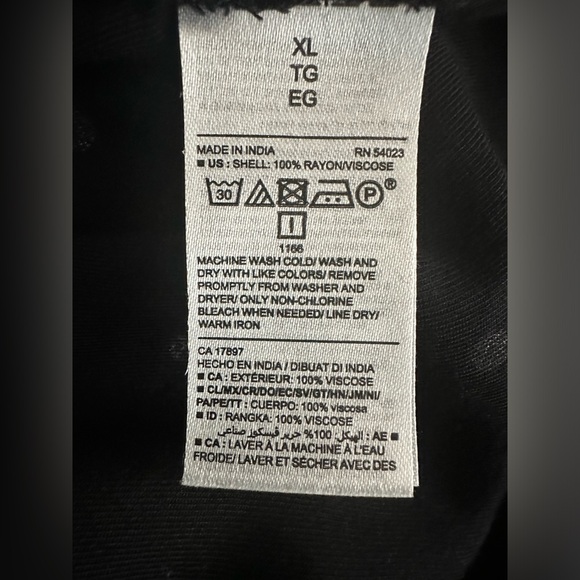 XL
TG
EG
MADE IN INDIA RN 54023
■ US : SHELL: 100% RAYON/VISCOSE
30 P ®
1166
MACHINE WASH COLD/ WASH AND
DRY WITH LIKE COLORS/ REMOVE
PROMPTLY FROM WASHER AND
DRYER/ ONLY NON-CHLORINE
BLEACH WHEN NEEDED/ LINE DRY/
WARM IRON
CA 17897
HECHO EN INDIA / DIBUAT DI INDIA
■ CA : EXTÉRIEUR: 100% VISCOSE
■ CL/MX/CR/DO/EC/SV/GT/HN/JM/NI/
PA/PE/TT : CUERPO: 100% viscosa
■ ID : RANGKA: 100% VISCOSE
■ AE : الهيكل: 100% حرير ڤيسكوز صناعي
■ CA : LAVER À LA MACHINE À L'EAU
FROIDE/ LAVER ET SÉCHER AVEC DES